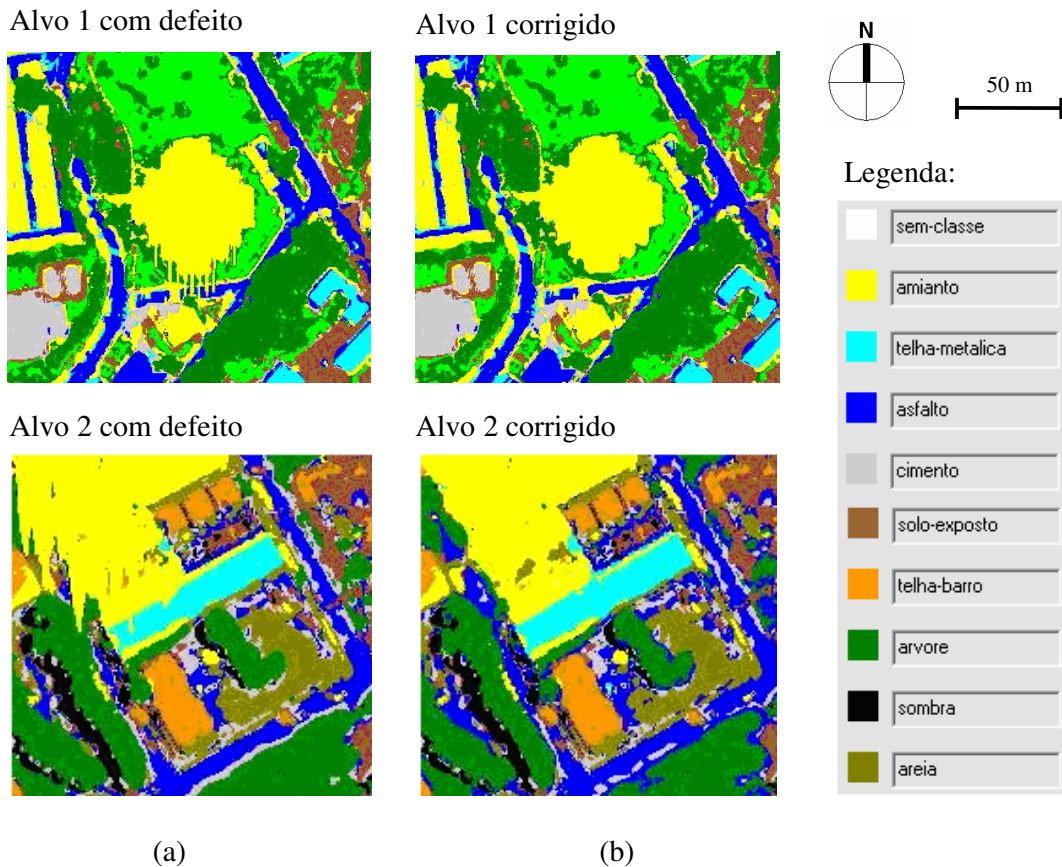 Alvo 1 com defeito
Alvo 1 corrigido
N
50 m
Legenda:
sem-classe
amianto
telha-metalica
asfalto
cimento
solo-exposto
telha-barro
arvore
sombra
areia
Alvo 2 com defeito
Alvo 2 corrigido
(a)
(b)